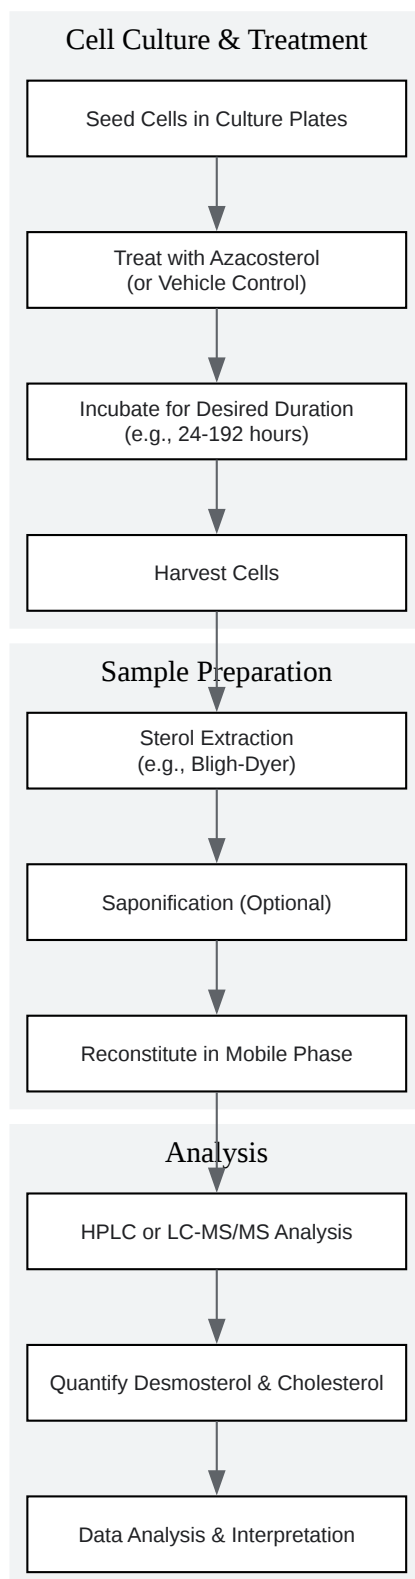 Cell Culture & Treatment
Seed Cells in Culture Plates
Treat with Azacosterol
(or Vehicle Control)
Incubate for Desired Duration
(e.g., 24-192 hours)
Harvest Cells
Sample Preparation
Sterol Extraction
(e.g., Bligh-Dyer)
Saponification (Optional)
Reconstitute in Mobile Phase
Analysis
HPLC or LC-MS/MS Analysis
Quantify Desmosterol & Cholesterol
Data Analysis & Interpretation